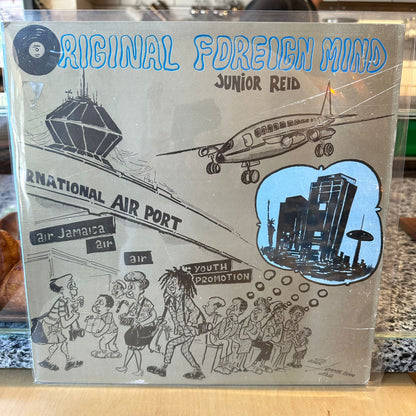 ORIGINAL FOREIGN MIND
JUNIOR REID
RNATIONAL AIR PORT
air Jamaica
air
air
YOUTH
PROMOTION